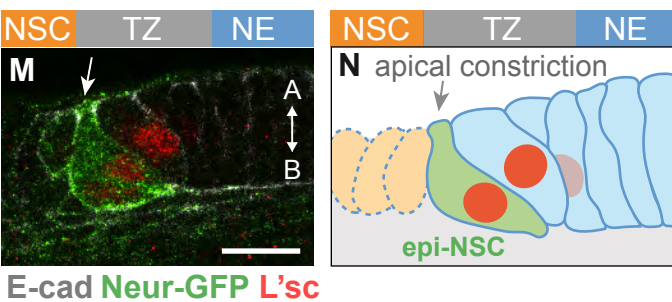 NSC TZ NE
M
A
B
E-cad Neur-GFP L'sc
NSC TZ NE
N apical constriction
epi-NSC